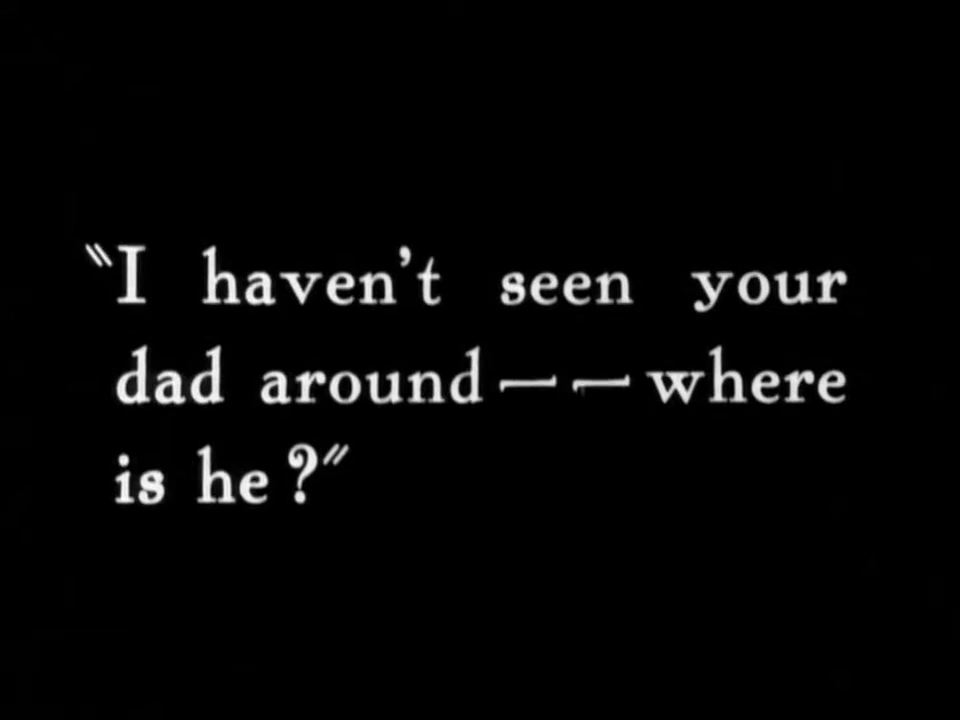 "I haven't seen your
dad around——where
is he?"